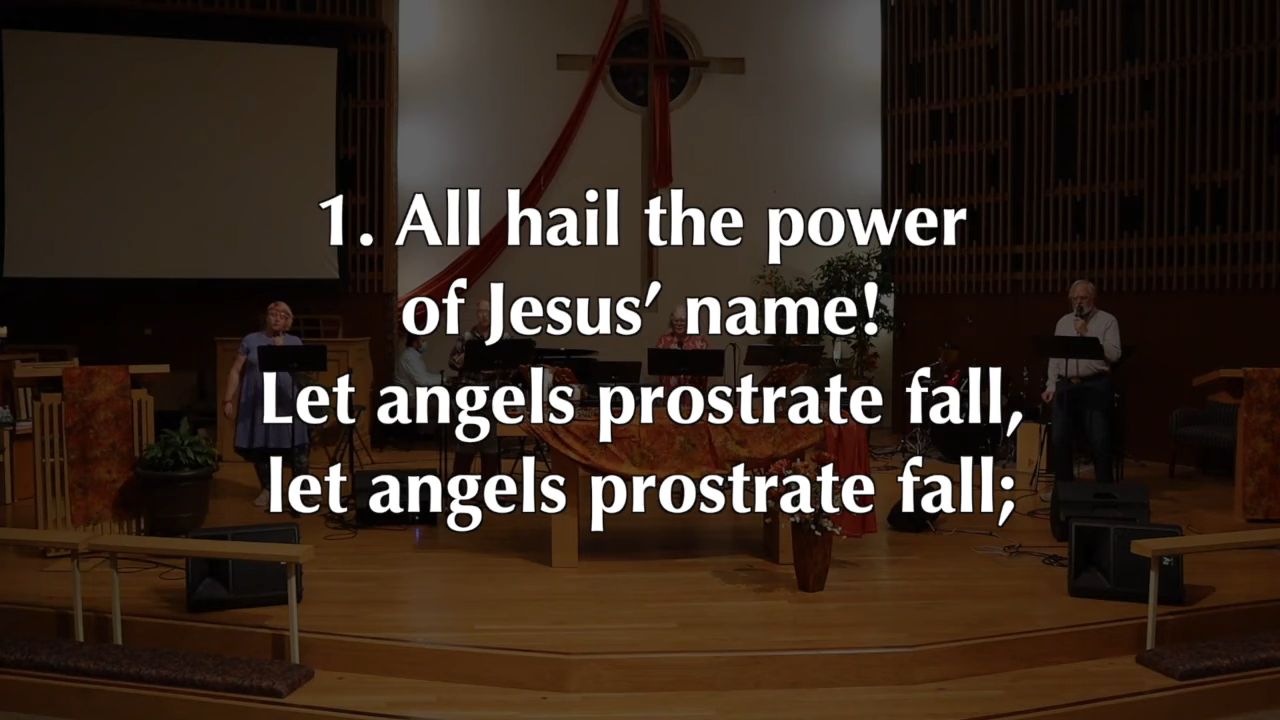 1. All hail the power
of Jesus’ name!
Let angels prostrate fall,
let angels prostrate fall;